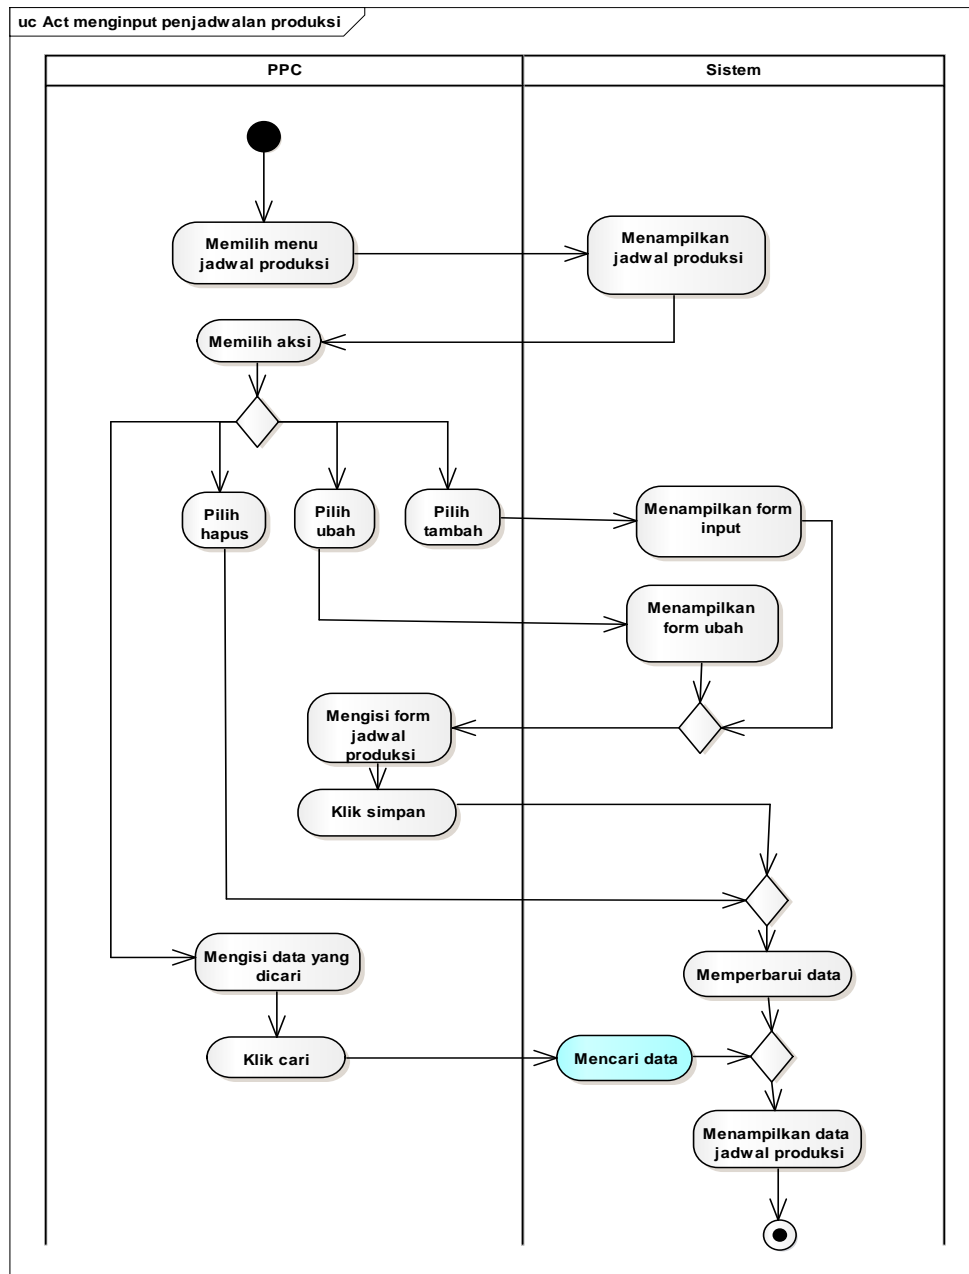 uc Act menginput penjadwalan produksi
PPC
Sistem
Memilih menu
jadwal produksi
Menampilkan
jadwal produksi
Memilih aksi
Pilih
hapus
Pilih
ubah
Pilih
tambah
Menampilkan form
input
Menampilkan
form ubah
Mengisi form
jadwal
produksi
Klik simpan
Mengisi data yang
dicari
Memperbarui data
Klik cari
Mencari data
Menampilkan data
jadwal produksi